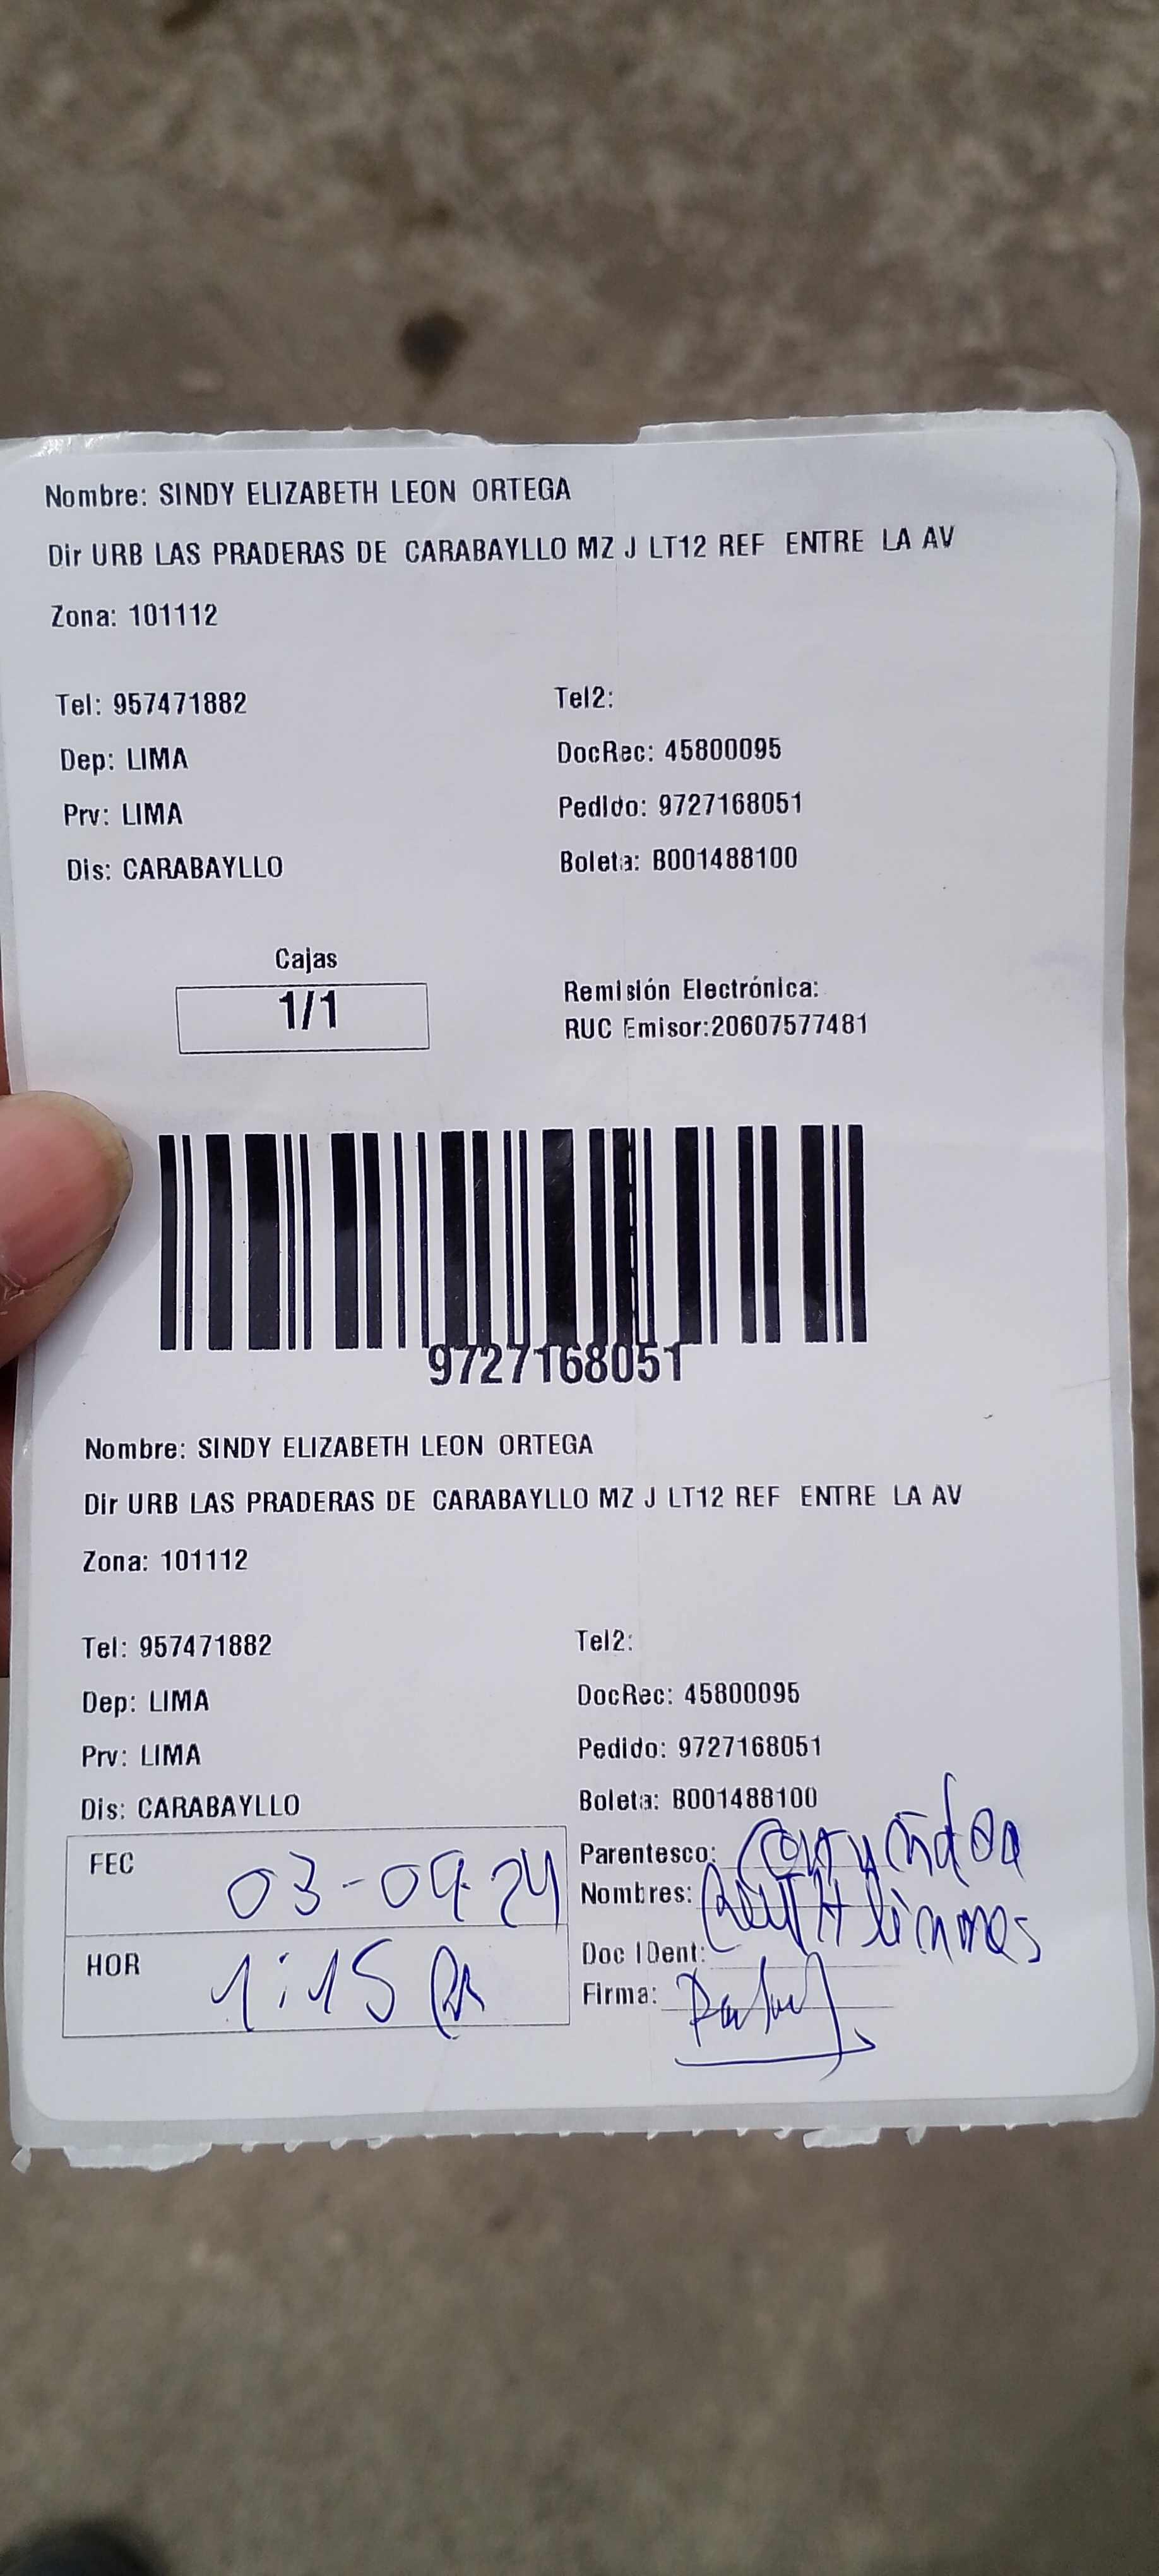 Nombre: SINDY ELIZABETH LEON ORTEGA
Dir URB LAS PRADERAS DE CARABAYLLO MZ J LT12 REF ENTRE LA AV
Zona: 101112
Tel: 957471882 Tel2:
Dep: LIMA DocRec: 45800095
Prv: LIMA Pedido: 9727168051
Dis: CARABAYLLO Boleta: B001488100
Cajas
1/1
Remisión Electrónica:
RUC Emisor:20607577481
9727168051
Nombre: SINDY ELIZABETH LEON ORTEGA
Dir URB LAS PRADERAS DE CARABAYLLO MZ J LT12 REF ENTRE LA AV
Zona: 101112
Tel: 957471882 Tel2:
Dep: LIMA DocRec: 45800095
Prv: LIMA Pedido: 9727168051
Dis: CARABAYLLO Boleta: B001488100
FEC 03-09-24 Parentesco:
Nombres:
HOR 1:15 Doc IDent:
Firma: